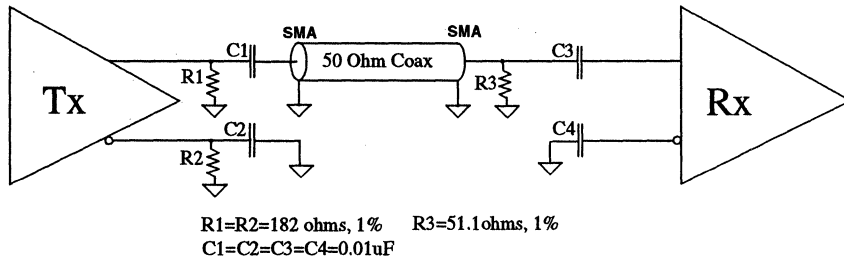 SMA SMA
C1 50 Ohm Coax C3
R1 R3
Tx Rx
C2 C4
R2
R1=R2=182 ohms, 1% R3=51.1ohms, 1%
C1=C2=C3=C4=0.01uF